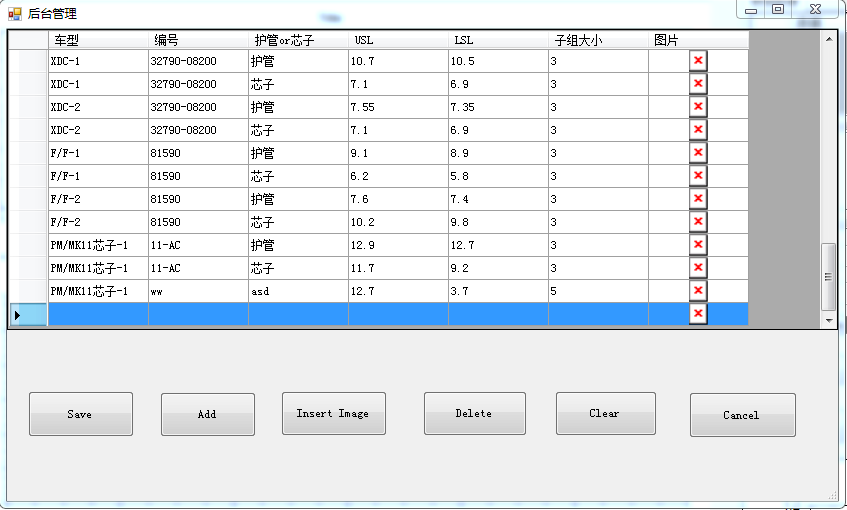 后台管理
车型 编号 护管or芯子 USL LSL 子组大小 图片
XDC-1 32790-08200 护管 10.7 10.5 3
XDC-1 32790-08200 芯子 7.1 6.9 3
XDC-2 32790-08200 护管 7.55 7.35 3
XDC-2 32790-08200 芯子 7.1 6.9 3
F/F-1 81590 护管 9.1 8.9 3
F/F-1 81590 芯子 6.2 5.8 3
F/F-2 81590 护管 7.6 7.4 3
F/F-2 81590 芯子 10.2 9.8 3
PM/MK11芯子-1 11-AC 护管 12.9 12.7 3
PM/MK11芯子-1 11-AC 芯子 11.7 9.2 3
PM/MK11芯子-1 ww asd 12.7 3.7 5
Save Add Insert Image Delete Clear Cancel